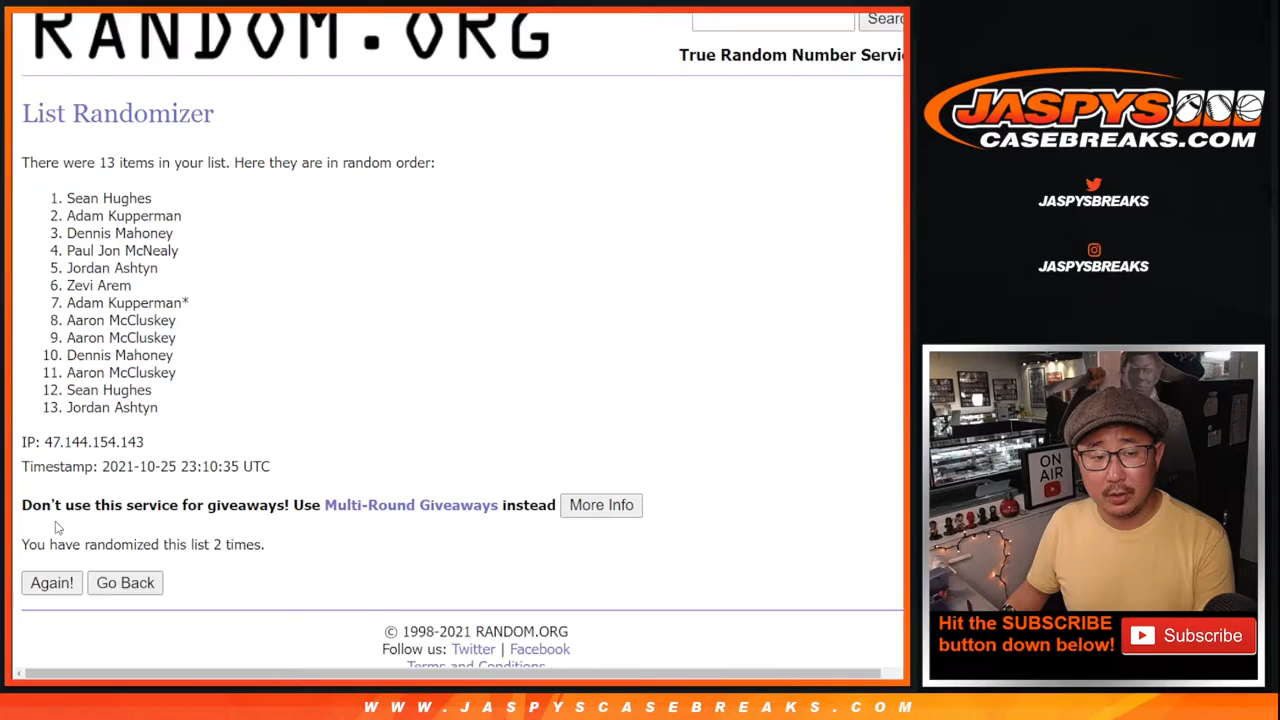 RANDOM.ORG
Searc
True Random Number Servi
List Randomizer
There were 13 items in your list. Here they are in random order:
1. Sean Hughes
2. Adam Kupperman
3. Dennis Mahoney
4. Paul Jon McNealy
5. Jordan Ashtyn
6. Zevi Arem
7. Adam Kupperman*
8. Aaron McCluskey
9. Aaron McCluskey
10. Dennis Mahoney
11. Aaron McCluskey
12. Sean Hughes
13. Jordan Ashtyn
IP: 47.144.154.143
Timestamp: 2021-10-25 23:10:35 UTC
Don't use this service for giveaways! Use Multi-Round Giveaways instead More Info
You have randomized this list 2 times.
Again! Go Back
© 1998-2021 RANDOM.ORG
Follow us: Twitter | Facebook
Terms and Conditions
JASPYS
CASEBREAKS.COM
JASPYSBREAKS
JASPYSBREAKS
ON
AIR
Hit the SUBSCRIBE
button down below!
Subscribe
WWW.JASPYSCASEBREAKS.COM